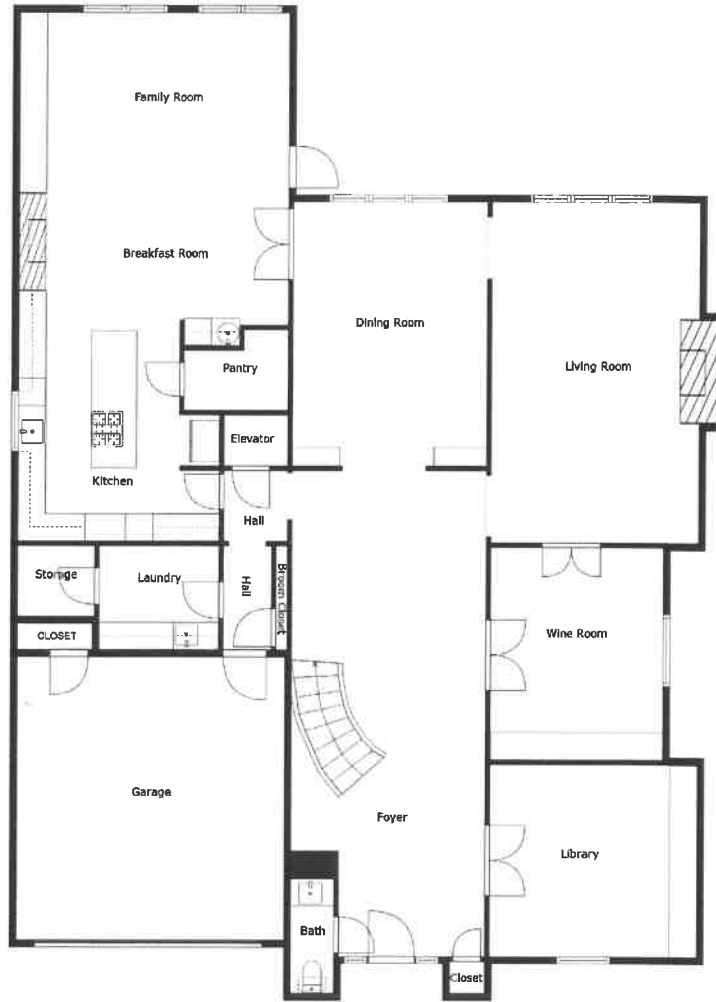 Family Room
Breakfast Room
Dining Room
Living Room
Pantry
Elevator
Kitchen
Hall
Storage
Laundry
Hall
Broom Closet
CLOSET
Wine Room
Garage
Foyer
Library
Bath
Closet